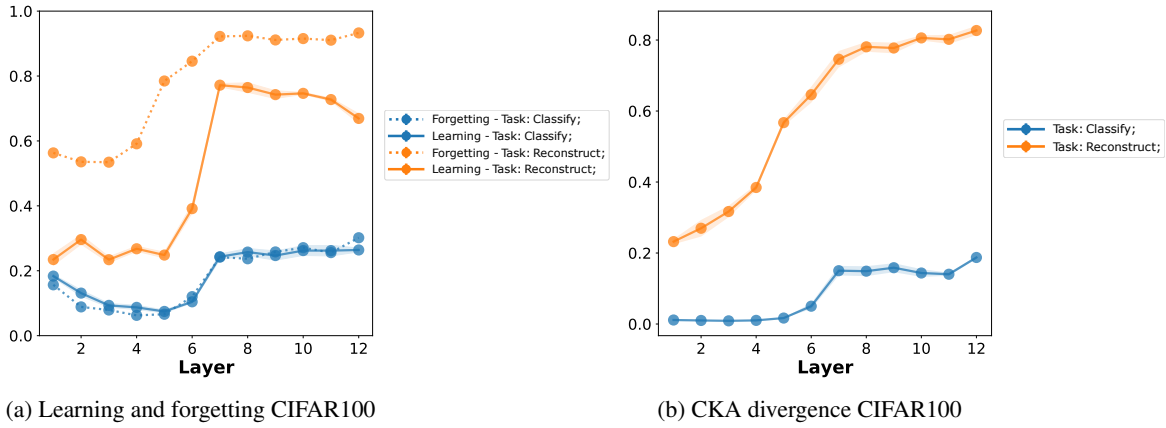 1.0
0.8
0.6
0.4
0.2
0.0
2 4 6 8 10 12
Layer
Forgetting - Task: Classify;
Learning - Task: Classify;
Forgetting - Task: Reconstruct;
Learning - Task: Reconstruct;
(a) Learning and forgetting CIFAR100
0.8
0.6
0.4
0.2
0.0
2 4 6 8 10 12
Layer
Task: Classify;
Task: Reconstruct;
(b) CKA divergence CIFAR100